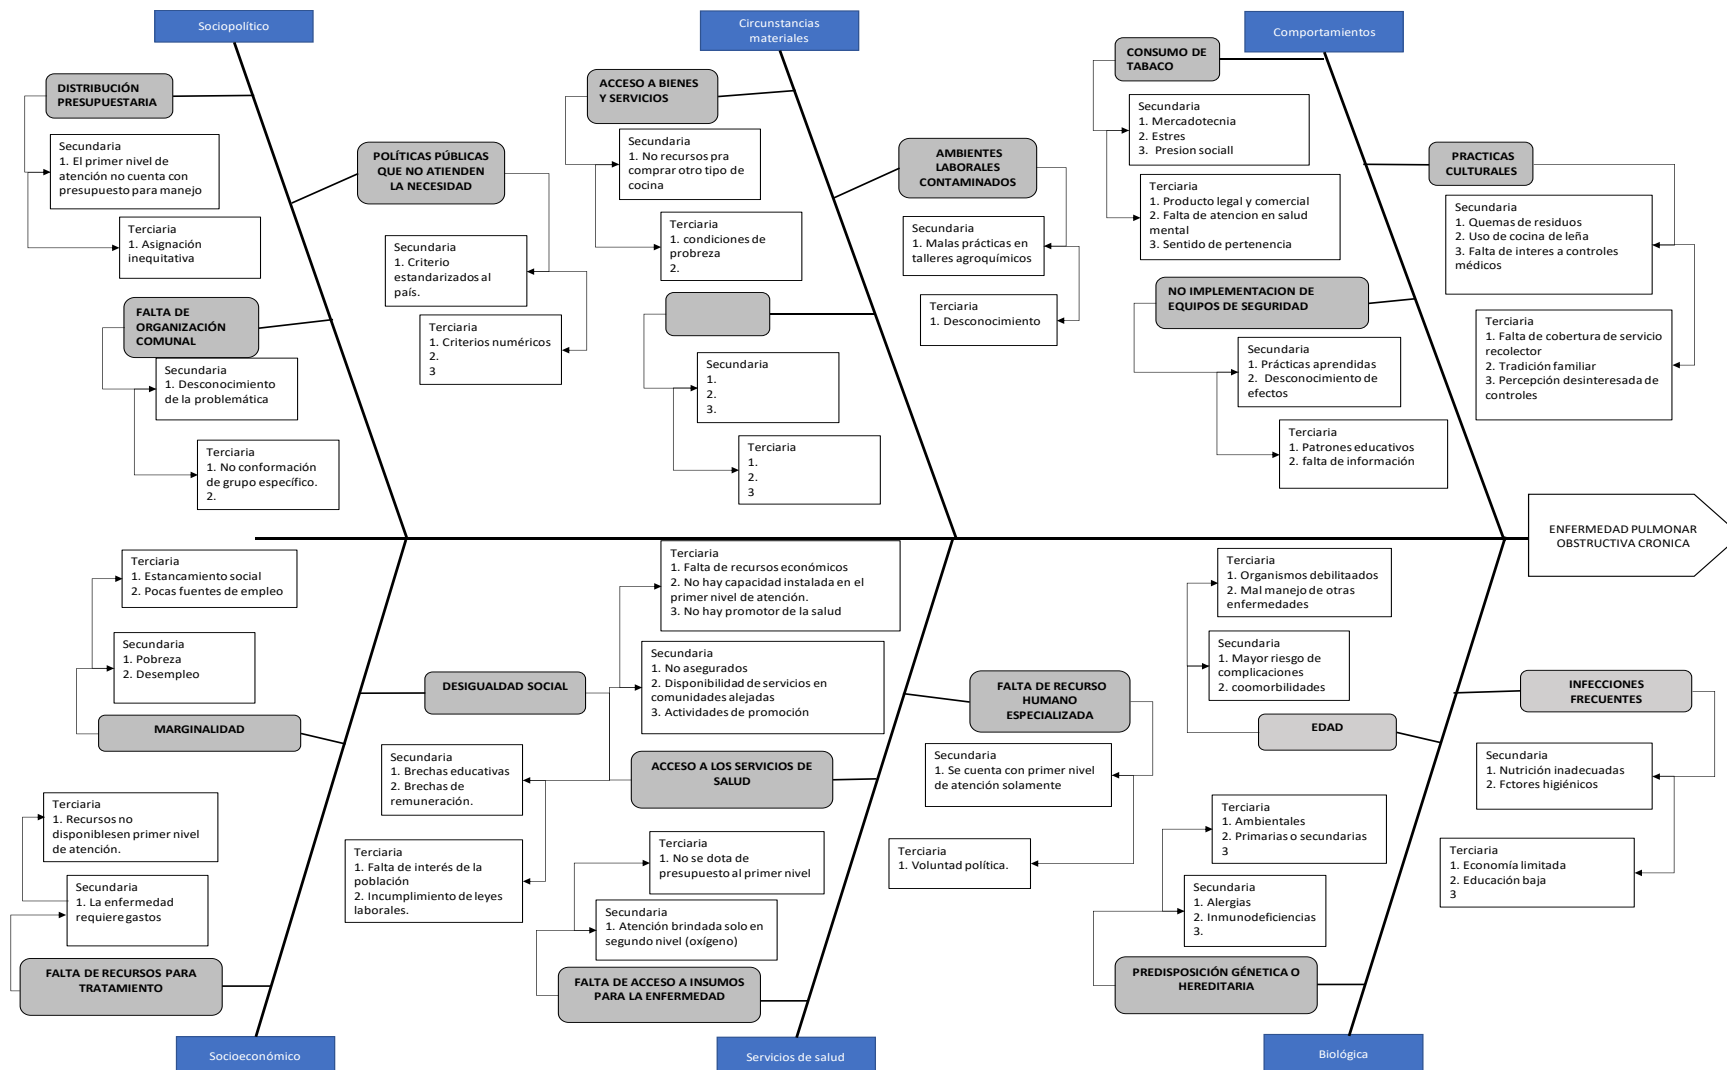 Sociopolítico
Circunstancias
materiales
Comportamientos
DISTRIBUCIÓN
PRESUPUESTARIA
Secundaria
1. El primer nivel de
atención no cuenta con
presupuesto para manejo
Terciaria
1. Asignación
inequitativa
POLÍTICAS PÚBLICAS
QUE NO ATIENDEN
LA NECESIDAD
Secundaria
1. Criterio
estandarizados al
país.
Terciaria
1. Criterios numéricos
2.
3
FALTA DE
ORGANIZACIÓN
COMUNAL
Secundaria
1. Desconocimiento
de la problemática
Terciaria
1. No conformación
de grupo específico.
2.
ACCESO A BIENES
Y SERVICIOS
Secundaria
1. No recursos pra
comprar otro tipo de
cocina
Terciaria
1. condiciones de
probreza
2.
AMBIENTES
LABORALES
CONTAMINADOS
Secundaria
1. Malas prácticas en
talleres agroquímicos
Terciaria
1. Desconocimiento
Secundaria
1.
2.
3.
Terciaria
1.
2.
3
CONSUMO DE
TABACO
Secundaria
1. Mercadotecnia
2. Estres
3. Presion sociall
Terciaria
1. Producto legal y comercial
2. Falta de atencion en salud
mental
3. Sentido de pertenencia
PRACTICAS
CULTURALES
Secundaria
1. Quemas de residuos
2. Uso de cocina de leña
3. Falta de interes a controles
médicos
Terciaria
1. Falta de cobertura de servicio
recolector
2. Tradición familiar
3. Percepción desinteresada de
controles
NO IMPLEMENTACION DE
EQUIPOS DE SEGURIDAD
Secundaria
1. Prácticas aprendidas
2. Desconocimiento de
efectos
Terciaria
1. Patrones educativos
2. falta de información
ENFERMEDAD PULMONAR
OBSTRUCTIVA CRONICA
Terciaria
1. Estancamiento social
2. Pocas fuentes de empleo
Secundaria
1. Pobreza
2. Desempleo
MARGINALIDAD
DESIGUALDAD SOCIAL
Secundaria
1. Brechas educativas
2. Brechas de
remuneración.
Terciaria
1. Falta de interés de la
población
2. Incumplimiento de leyes
laborales.
Terciaria
1. Recursos no
disponiblesen primer nivel
de atención.
Secundaria
1. La enfermedad
requiere gastos
FALTA DE RECURSOS PARA
TRATAMIENTO
Terciaria
1. Falta de recursos económicos
2. No hay capacidad instalada en el
primer nivel de atención.
3. No hay promotor de la salud
Secundaria
1. No asegurados
2. Disponibilidad de servicios en
comunidades alejadas
3. Actividades de promoción
ACCESO A LOS SERVICIOS DE
SALUD
FALTA DE RECURSO
HUMANO
ESPECIALIZADA
Secundaria
1. Se cuenta con primer nivel
de atención solamente
Terciaria
1. Voluntad política.
Terciaria
1. No se dota de
presupuesto al primer nivel
Secundaria
1. Atención brindada solo en
segundo nivel (oxígeno)
FALTA DE ACCESO A INSUMOS
PARA LA ENFERMEDAD
Terciaria
1. Organismos debilitaados
2. Mal manejo de otras
enfermedades
Secundaria
1. Mayor riesgo de
complicaciones
2. coomorbilidades
EDAD
INFECCIONES
FRECUENTES
Secundaria
1. Nutrición inadecuadas
2. Fctores higiénicos
Terciaria
1. Economía limitada
2. Educación baja
3
Terciaria
1. Ambientales
2. Primarias o secundarias
3
Secundaria
1. Alergias
2. Inmunodeficiencias
3.
PREDISPOSICIÓN GÉNETICA O
HEREDITARIA
Socioeconómico
Servicios de salud
Biológica